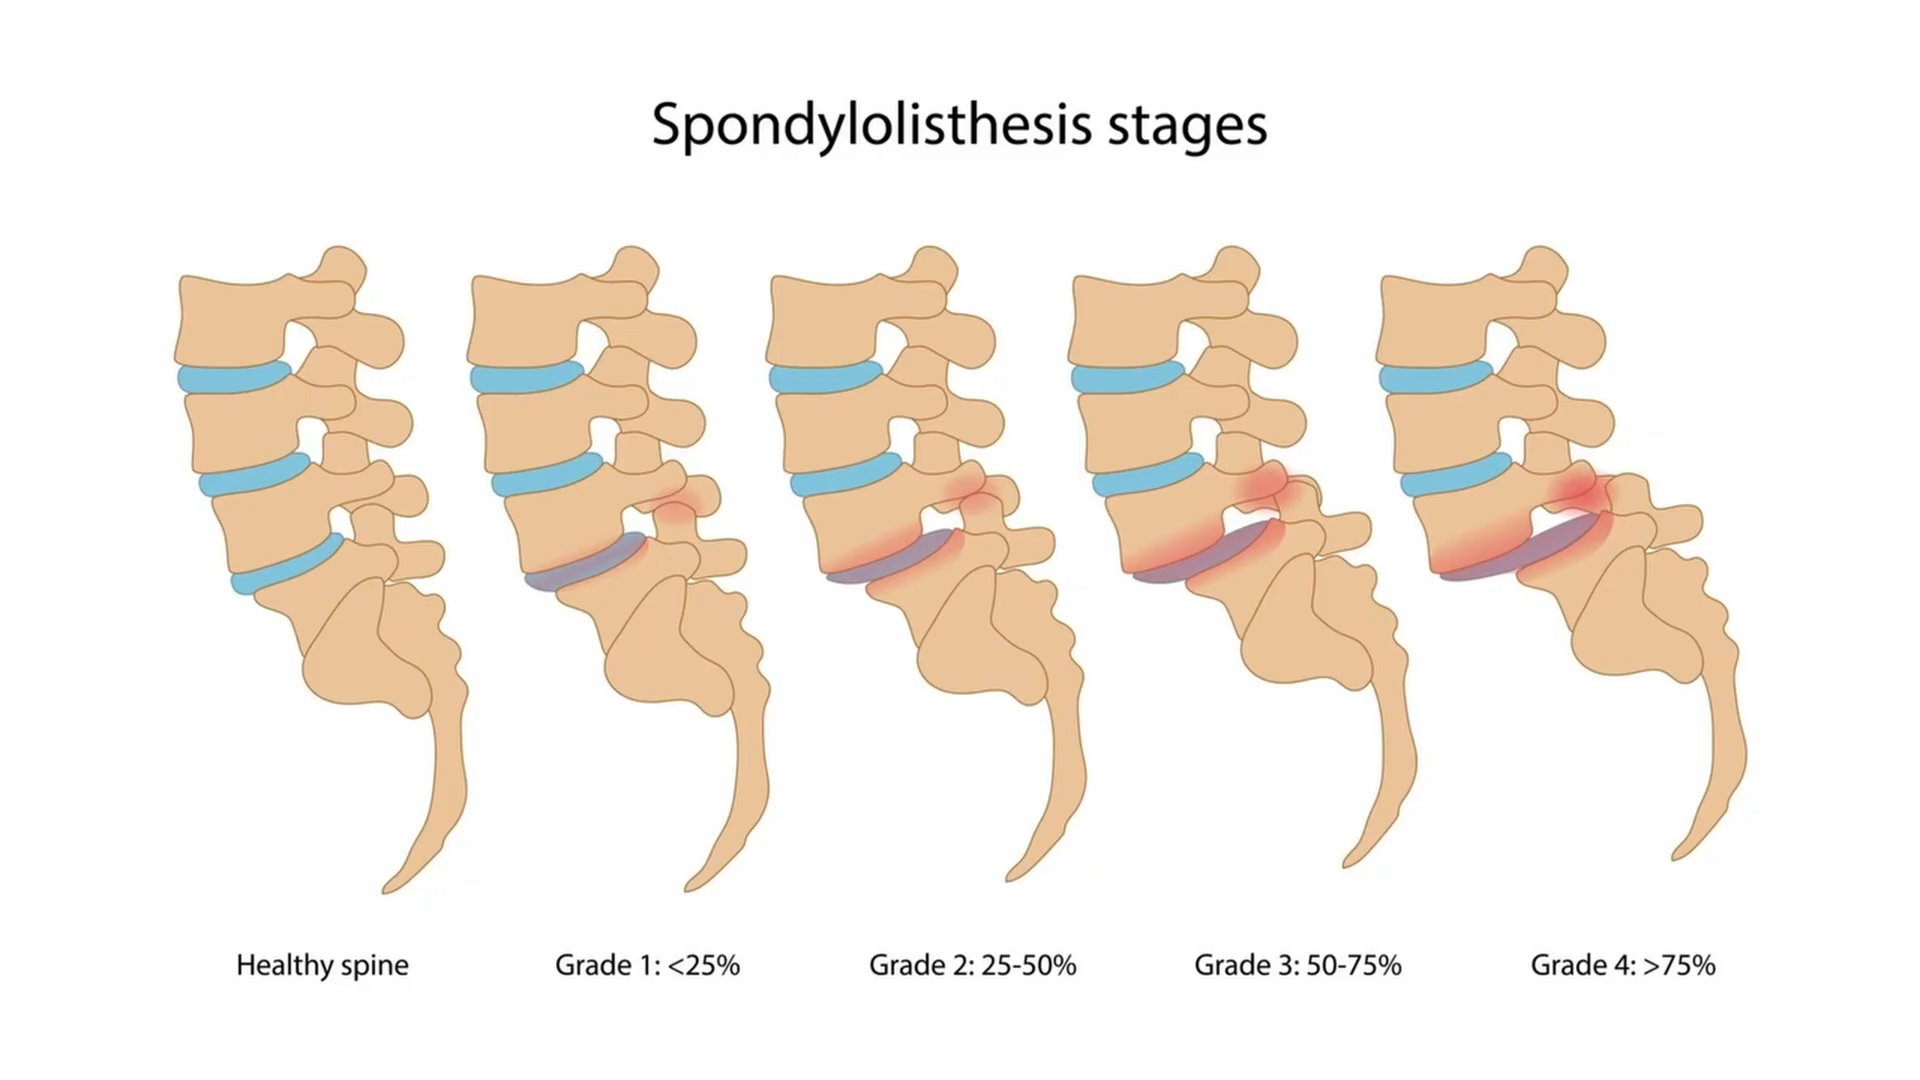 Spondylolisthesis stages
Healthy spine
Grade 1: <25%
Grade 2: 25-50%
Grade 3: 50-75%
Grade 4: >75%